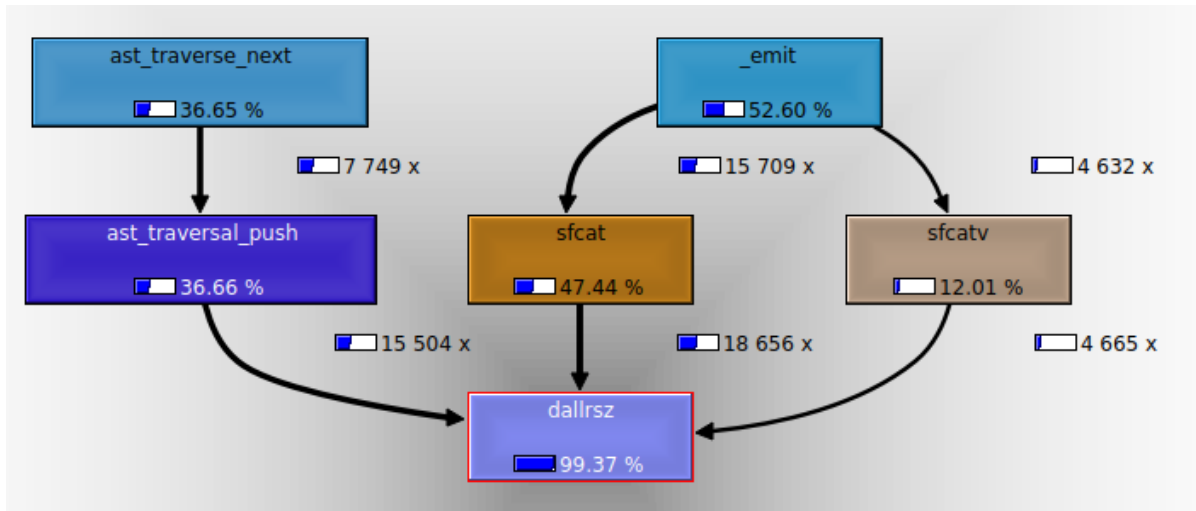 ast_traverse_next
36.65 %
_emit
52.60 %
7 749 x
15 709 x
4 632 x
ast_traversal_push
36.66 %
sfcat
47.44 %
sfcatv
12.01 %
15 504 x
18 656 x
4 665 x
dallrsz
99.37 %